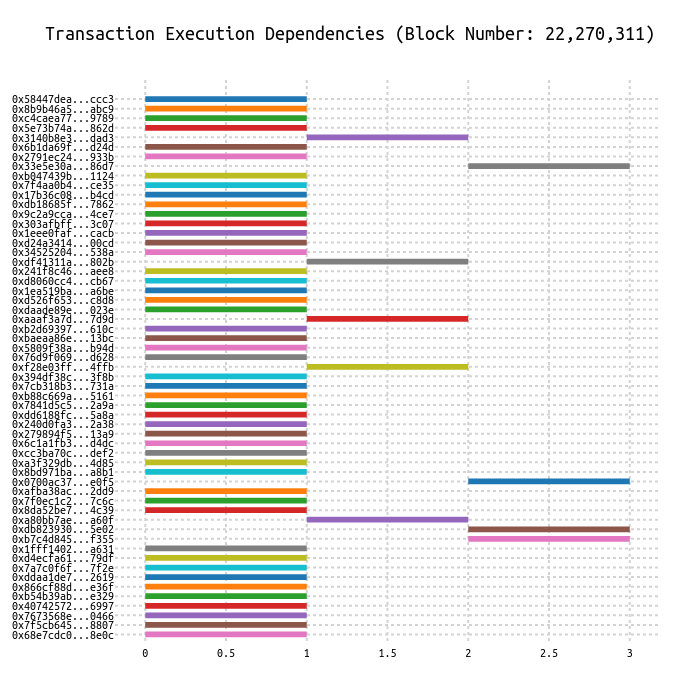 Transaction Execution Dependencies (Block Number: 22,270,311)
0x58447dea...ccc3
0x8b9b46a5...abc9
0xc4caea77...9789
0x5e73b74a...862d
0x3140b8e3...dad3
0x6b1da69f...d24d
0x2791ec24...933b
0x33e5e30a...86d7
0xb047439b...1124
0x7f4aa0b4...ce35
0x17b36c08...b4cd
0xdb18685f...7862
0x9c2a9cca...4ce7
0x303afbff...3c07
0x1eee0faf...cacb
0xd24a3414...00cd
0x34525204...538a
0xdf41311a...802b
0x241f8c46...aee8
0xd8060cc4...cb67
0x1ea519ba...a6be
0xd526f653...c8d8
0xdaade89e...023e
0xaaaf3a7d...7d9d
0xb2d69397...610c
0xbaeaa86e...13bc
0x5809f38a...b94d
0x76d9f069...d628
0xf28e03ff...4ffb
0x394df38c...3f8b
0x7cb318b3...731a
0xb88c669a...5161
0x7841d5c5...2a9a
0xdd6188fc...5a8a
0x240d0fa3...2a38
0x279894f5...13a9
0x6c1a1fb3...d4dc
0xcc3ba70c...def2
0xa3f329db...4d85
0x8bd971ba...a8b1
0x0700ac37...e0f5
0xafba38ac...2dd9
0x7f0ec1c2...7c6c
0x8da52be7...4c39
0xa80bb7ae...a60f
0xdb823930...5e02
0xb7c4d845...f355
0x1fff1402...a631
0xd4ecfa61...79df
0x7a7c0f6f...7f2e
0xddaa1de7...2619
0x866cf88d...e36f
0xb54b39ab...e329
0x40742572...6997
0x7673568e...0466
0x7f5cb645...8807
0x68e7cdc0...8e0c
0 0.5 1 1.5 2 2.5 3